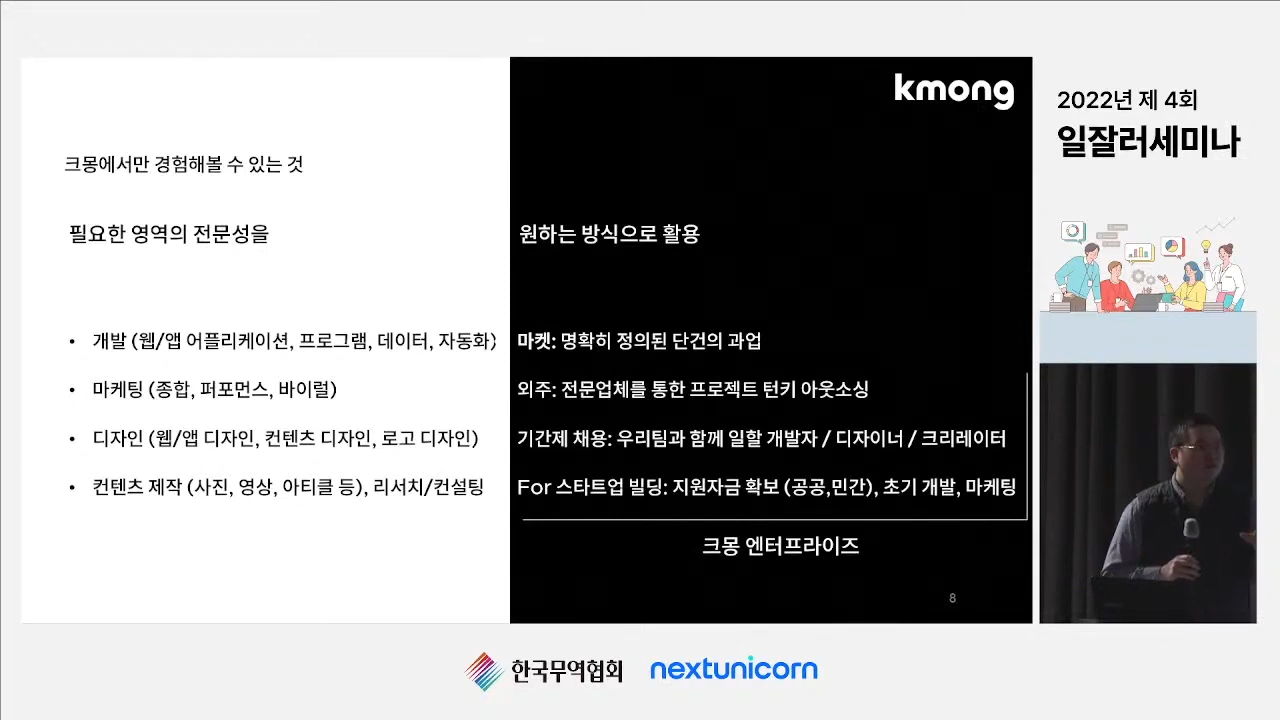 kmong
2022년 제 4회
일잘러세미나
크몽에서만 경험해볼 수 있는 것
필요한 영역의 전문성을
원하는 방식으로 활용
• 개발 (웹/앱 어플리케이션, 프로그램, 데이터, 자동화)
• 마케팅 (종합, 퍼포먼스, 바이럴)
• 디자인 (웹/앱 디자인, 컨텐츠 디자인, 로고 디자인)
• 컨텐츠 제작 (사진, 영상, 아티클 등), 리서치/컨설팅
마켓: 명확히 정의된 단건의 과업
외주: 전문업체를 통한 프로젝트 턴키 아웃소싱
기간제 채용: 우리팀과 함께 일할 개발자 / 디자이너 / 크리레이터
For 스타트업 빌딩: 지원자금 확보 (공공,민간), 초기 개발, 마케팅
크몽 엔터프라이즈
8
한국무역협회
nextunicorn